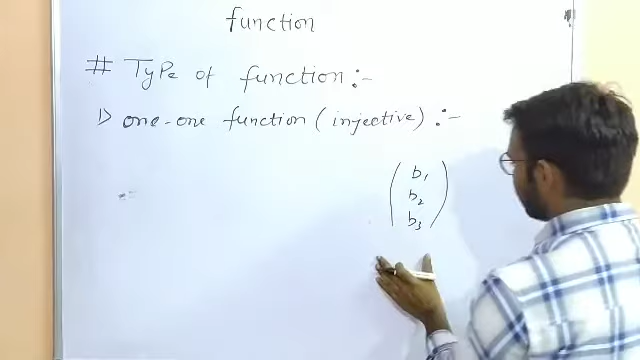 function
# Type of function :-
1) one-one function (injective) :-
b1
b2
b3